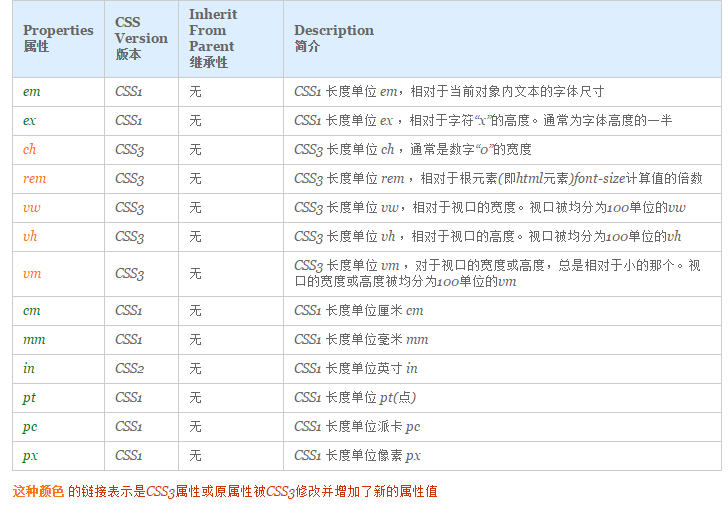 Properties 属性 CSS Version 版本 Inherit From Parent 继承性 Description 简介
em CSS1 无 CSS1 长度单位 em，相对于当前对象内文本的字体尺寸
ex CSS1 无 CSS1 长度单位 ex ，相对于字符“x”的高度。通常为字体高度的一半
ch CSS3 无 CSS3 长度单位 ch ，通常是数字“0”的宽度
rem CSS3 无 CSS3 长度单位 rem ，相对于根元素(即html元素)font-size计算值的倍数
vw CSS3 无 CSS3 长度单位 vw，相对于视口的宽度。视口被均分为100单位的vw
vh CSS3 无 CSS3 长度单位 vh ，相对于视口的高度。视口被均分为100单位的vh
vm CSS3 无 CSS3 长度单位 vm ，对于视口的宽度或高度，总是相对于小的那个。视
口的宽度或高度被均分为100单位的vm
cm CSS1 无 CSS1 长度单位厘米 cm
mm CSS1 无 CSS1 长度单位毫米 mm
in CSS2 无 CSS1 长度单位英寸 in
pt CSS1 无 CSS1 长度单位 pt(点)
pc CSS1 无 CSS1 长度单位派卡 pc
px CSS1 无 CSS1 长度单位像素 px
这种颜色 的链接表示是CSS3属性或原属性被CSS3修改并增加了新的属性值